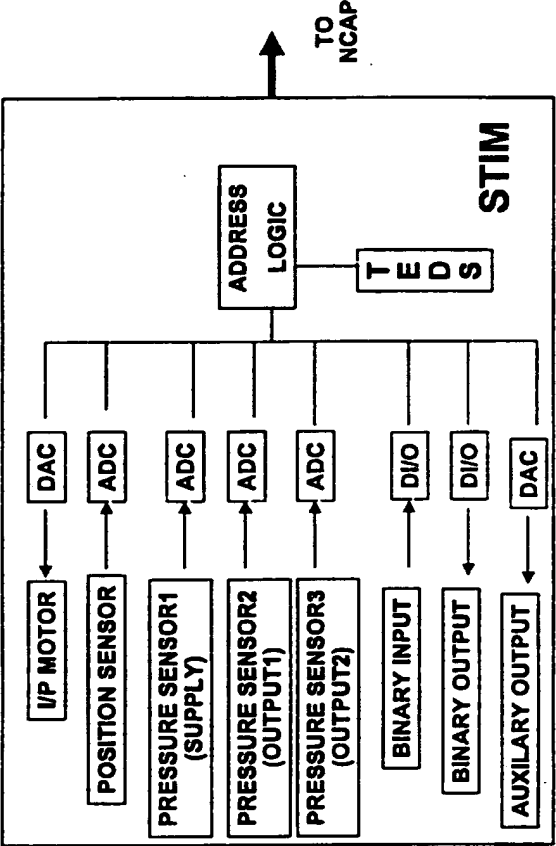 I/P MOTOR
DAC
POSITION SENSOR
ADC
PRESSURE SENSOR1
(SUPPLY)
ADC
PRESSURE SENSOR2
(OUTPUT1)
ADC
PRESSURE SENSOR3
(OUTPUT2)
ADC
BINARY INPUT
DI/O
BINARY OUTPUT
DI/O
AUXILARY OUTPUT
DAC
ADDRESS
LOGIC
T
E
D
S
STIM
TO
NCAP